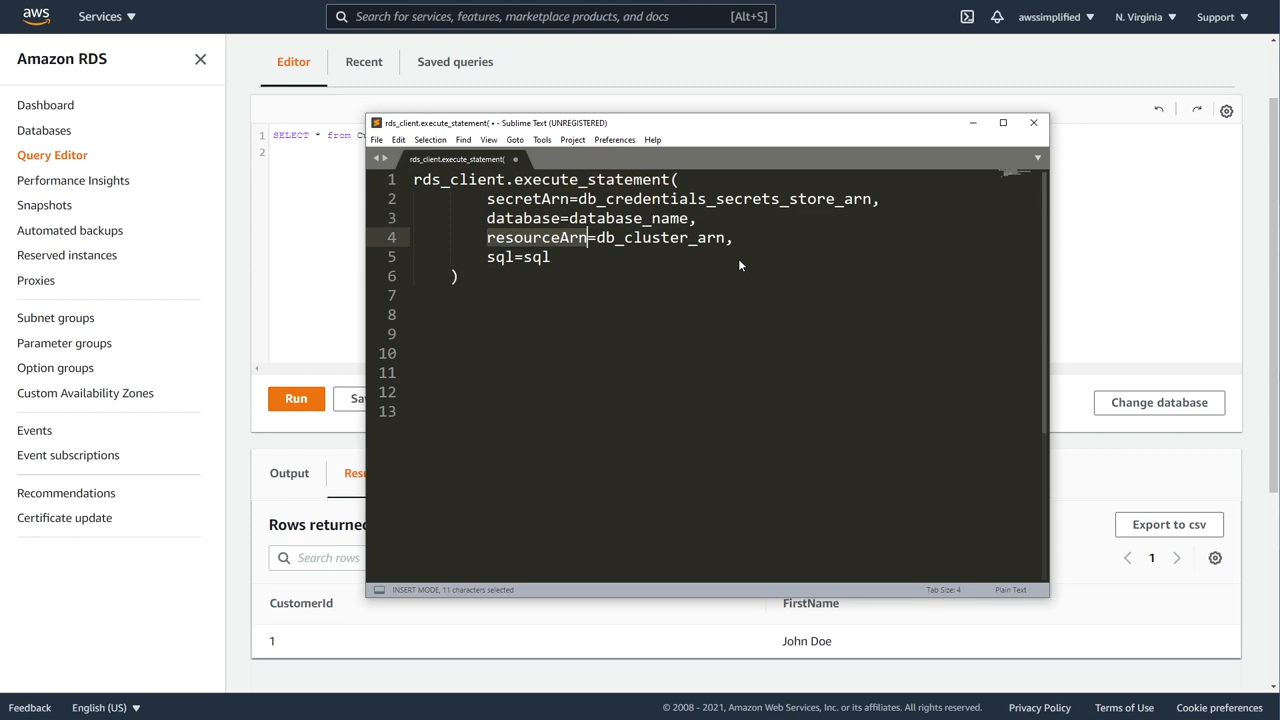 aws
Services
Search for services, features, marketplace products, and docs
[Alt+S]
awssimplified
N. Virginia
Support
Amazon RDS
Dashboard
Databases
Query Editor
Performance Insights
Snapshots
Automated backups
Reserved instances
Proxies
Subnet groups
Parameter groups
Option groups
Custom Availability Zones
Events
Event subscriptions
Recommendations
Certificate update
Editor
Recent
Saved queries
1
SELECT * from
2
rds_client.execute_statement( • - Sublime Text (UNREGISTERED)
File Edit Selection Find View Goto Tools Project Preferences Help
rds_client.execute_statement(
1 rds_client.execute_statement(
2 secretArn=db_credentials_secrets_store_arn,
3 database=database_name,
4 resourceArn=db_cluster_arn,
5 sql=sql
6 )
7
8
9
10
11
12
13
INSERT MODE, 11 characters selected
Tab Size: 4
Plain Text
Run
Change database
Output
Rows returned
Export to csv
Search rows
1
CustomerId
FirstName
1
John Doe
Feedback
English (US)
© 2008 - 2021, Amazon Web Services, Inc. or its affiliates. All rights reserved.
Privacy Policy
Terms of Use
Cookie preferences